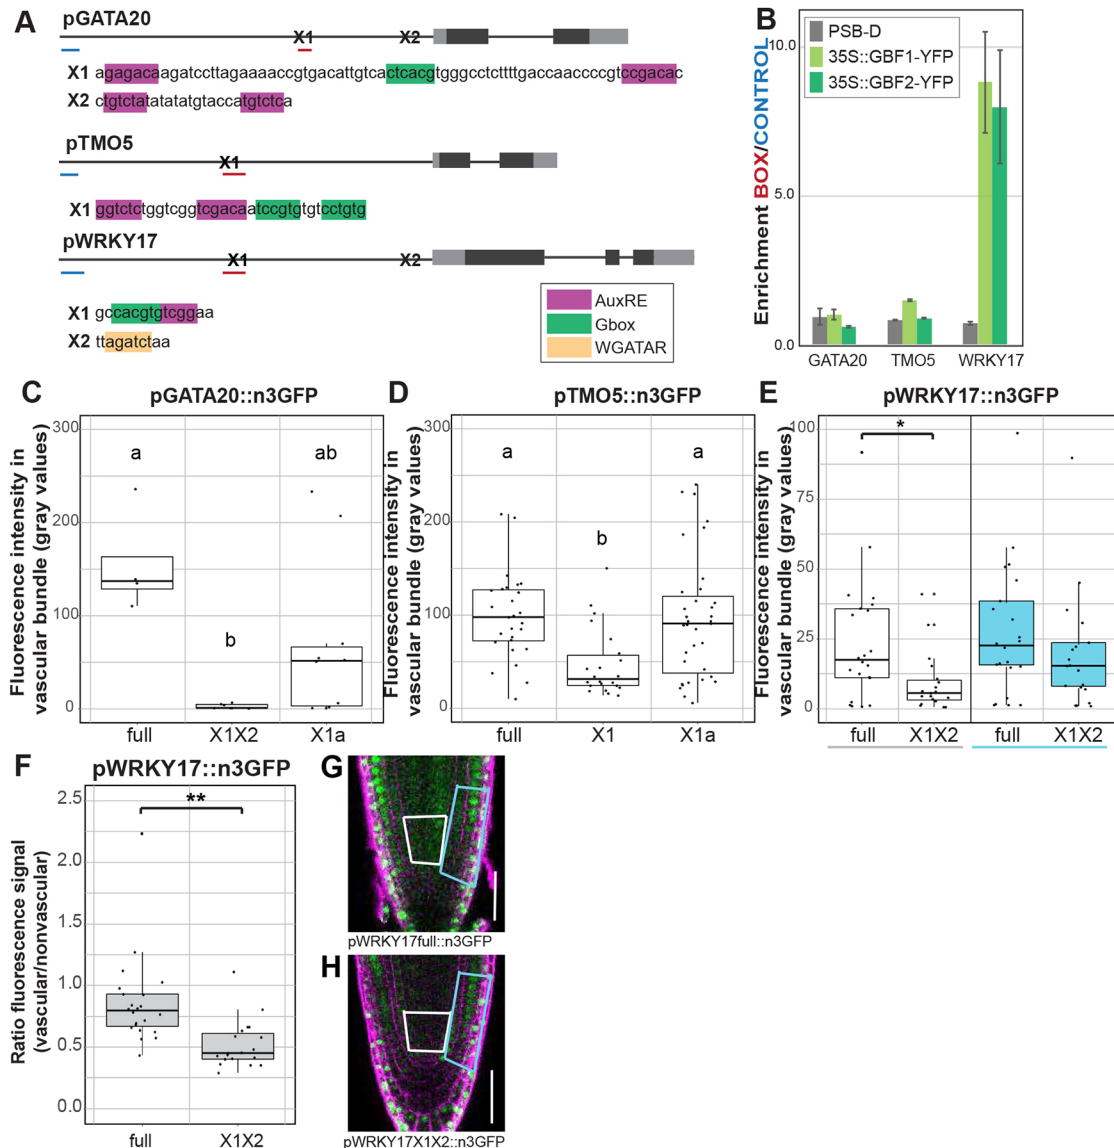 A
pGATA20
X1
X2
X1 agagacaagatccttagaaaaccgtgacattgtcactcacgtgggcctcttttgaccaaccccgtccgacac
X2 ctgtctatatatatgtaccatgtctca
pTMO5
X1
X1 ggtctctggtcggtcgacaatccgtgtgtcctgtg
pWRKY17
X1
X2
X1 gccacgtgtcggaa
X2 ttagatctaa
AuxRE
Gbox
WGATAR
B
Enrichment BOX/CONTROL
10.0
5.0
0.0
PSB-D
35S::GBF1-YFP
35S::GBF2-YFP
GATA20 TMO5 WRKY17
C
pGATA20::n3GFP
Fluorescence intensity in
vascular bundle (gray values)
300
200
100
0
a
b
ab
full X1X2 X1a
D
pTMO5::n3GFP
Fluorescence intensity in
vascular bundle (gray values)
300
200
100
0
a
b
a
full X1 X1a
E
pWRKY17::n3GFP
Fluorescence intensity in
vascular bundle (gray values)
100
75
50
25
0
*
full X1X2 full X1X2
F
pWRKY17::n3GFP
Ratio fluorescence signal
(vascular/nonvascular)
2.5
2.0
1.5
1.0
0.5
0.0
**
full X1X2
G
pWRKY17full::n3GFP
H
pWRKY17X1X2::n3GFP